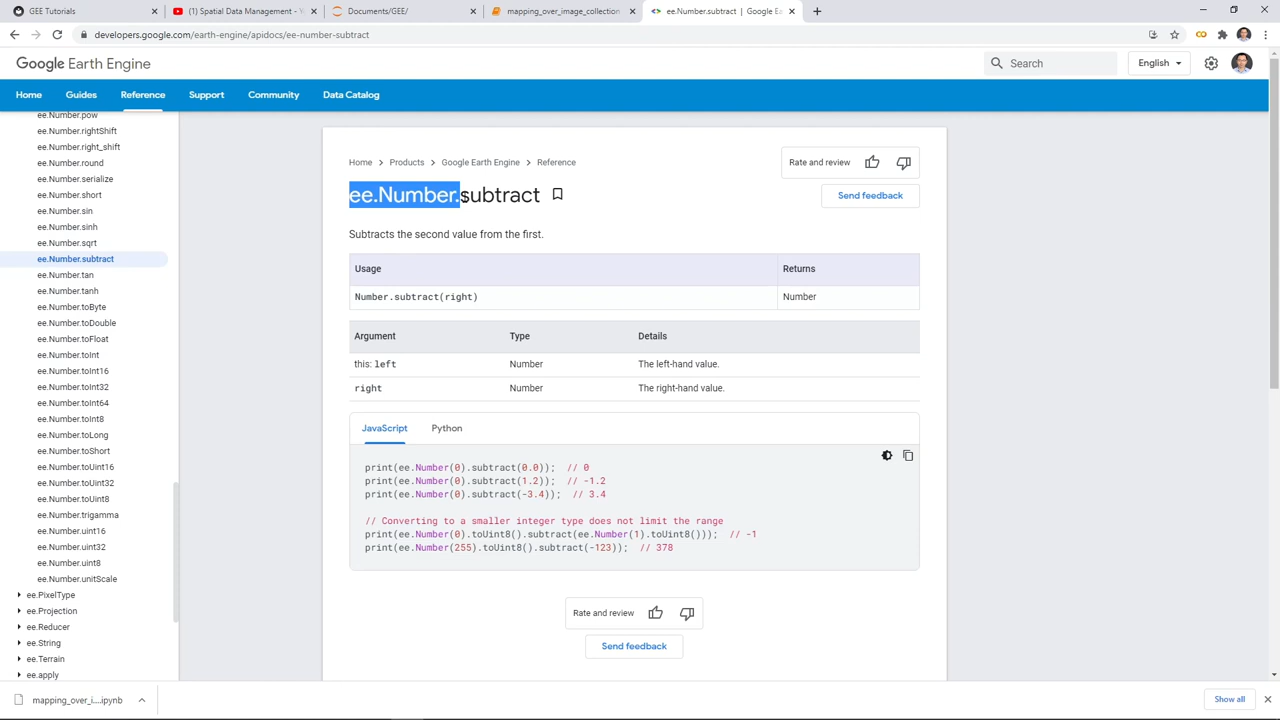 GEE Tutorials
(1) Spatial Data Management - Yo
Documents/GEE/
mapping_over_image_collection
ee.Number.subtract | Google Ea
developers.google.com/earth-engine/apidocs/ee-number-subtract
Google Earth Engine
Search
English
Home
Guides
Reference
Support
Community
Data Catalog
ee.Number.pow
ee.Number.rightShift
ee.Number.right_shift
ee.Number.round
ee.Number.serialize
ee.Number.short
ee.Number.sin
ee.Number.sinh
ee.Number.sqrt
ee.Number.subtract
ee.Number.tan
ee.Number.tanh
ee.Number.toByte
ee.Number.toDouble
ee.Number.toFloat
ee.Number.toInt
ee.Number.toInt16
ee.Number.toInt32
ee.Number.toInt64
ee.Number.toInt8
ee.Number.toLong
ee.Number.toShort
ee.Number.toUint16
ee.Number.toUint32
ee.Number.toUint8
ee.Number.trigamma
ee.Number.uint16
ee.Number.uint32
ee.Number.uint8
ee.Number.unitScale
ee.PixelType
ee.Projection
ee.Reducer
ee.String
ee.Terrain
ee.apply
Home > Products > Google Earth Engine > Reference
Rate and review
ee.Number.subtract
Send feedback
Subtracts the second value from the first.
Usage Returns
Number.subtract(right) Number
Argument Type Details
this: left Number The left-hand value.
right Number The right-hand value.
JavaScript Python
print(ee.Number(0).subtract(0.0)); // 0
print(ee.Number(0).subtract(1.2)); // -1.2
print(ee.Number(0).subtract(-3.4)); // 3.4
// Converting to a smaller integer type does not limit the range
print(ee.Number(0).toUint8().subtract(ee.Number(1).toUint8())); // -1
print(ee.Number(255).toUint8().subtract(-123)); // 378
Rate and review
Send feedback
mapping_over_i....ipynb
Show all